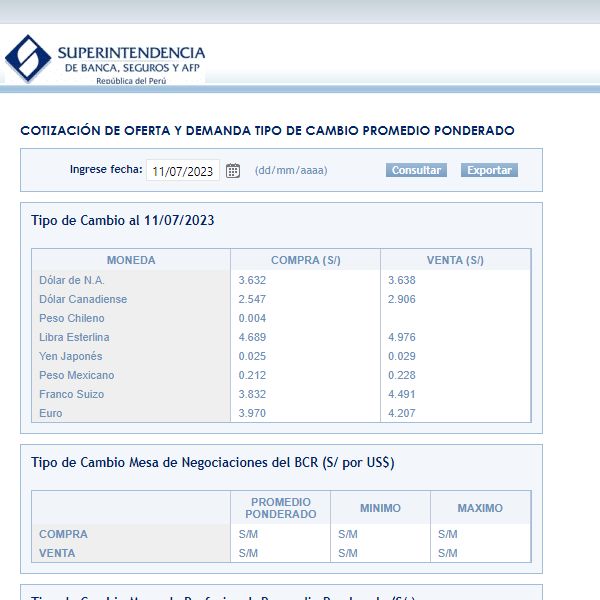 SUPERINTENDENCIA
DE BANCA, SEGUROS Y AFP
República del Perú
COTIZACIÓN DE OFERTA Y DEMANDA TIPO DE CAMBIO PROMEDIO PONDERADO
Ingrese fecha: 11/07/2023 (dd/mm/aaaa) Consultar Exportar
Tipo de Cambio al 11/07/2023
MONEDA COMPRA (S/) VENTA (S/)
Dólar de N.A. 3.632 3.638
Dólar Canadiense 2.547 2.906
Peso Chileno 0.004
Libra Esterlina 4.689 4.976
Yen Japonés 0.025 0.029
Peso Mexicano 0.212 0.228
Franco Suizo 3.832 4.491
Euro 3.970 4.207
Tipo de Cambio Mesa de Negociaciones del BCR (S/ por US$)
PROMEDIO PONDERADO MINIMO MAXIMO
COMPRA S/M S/M S/M
VENTA S/M S/M S/M